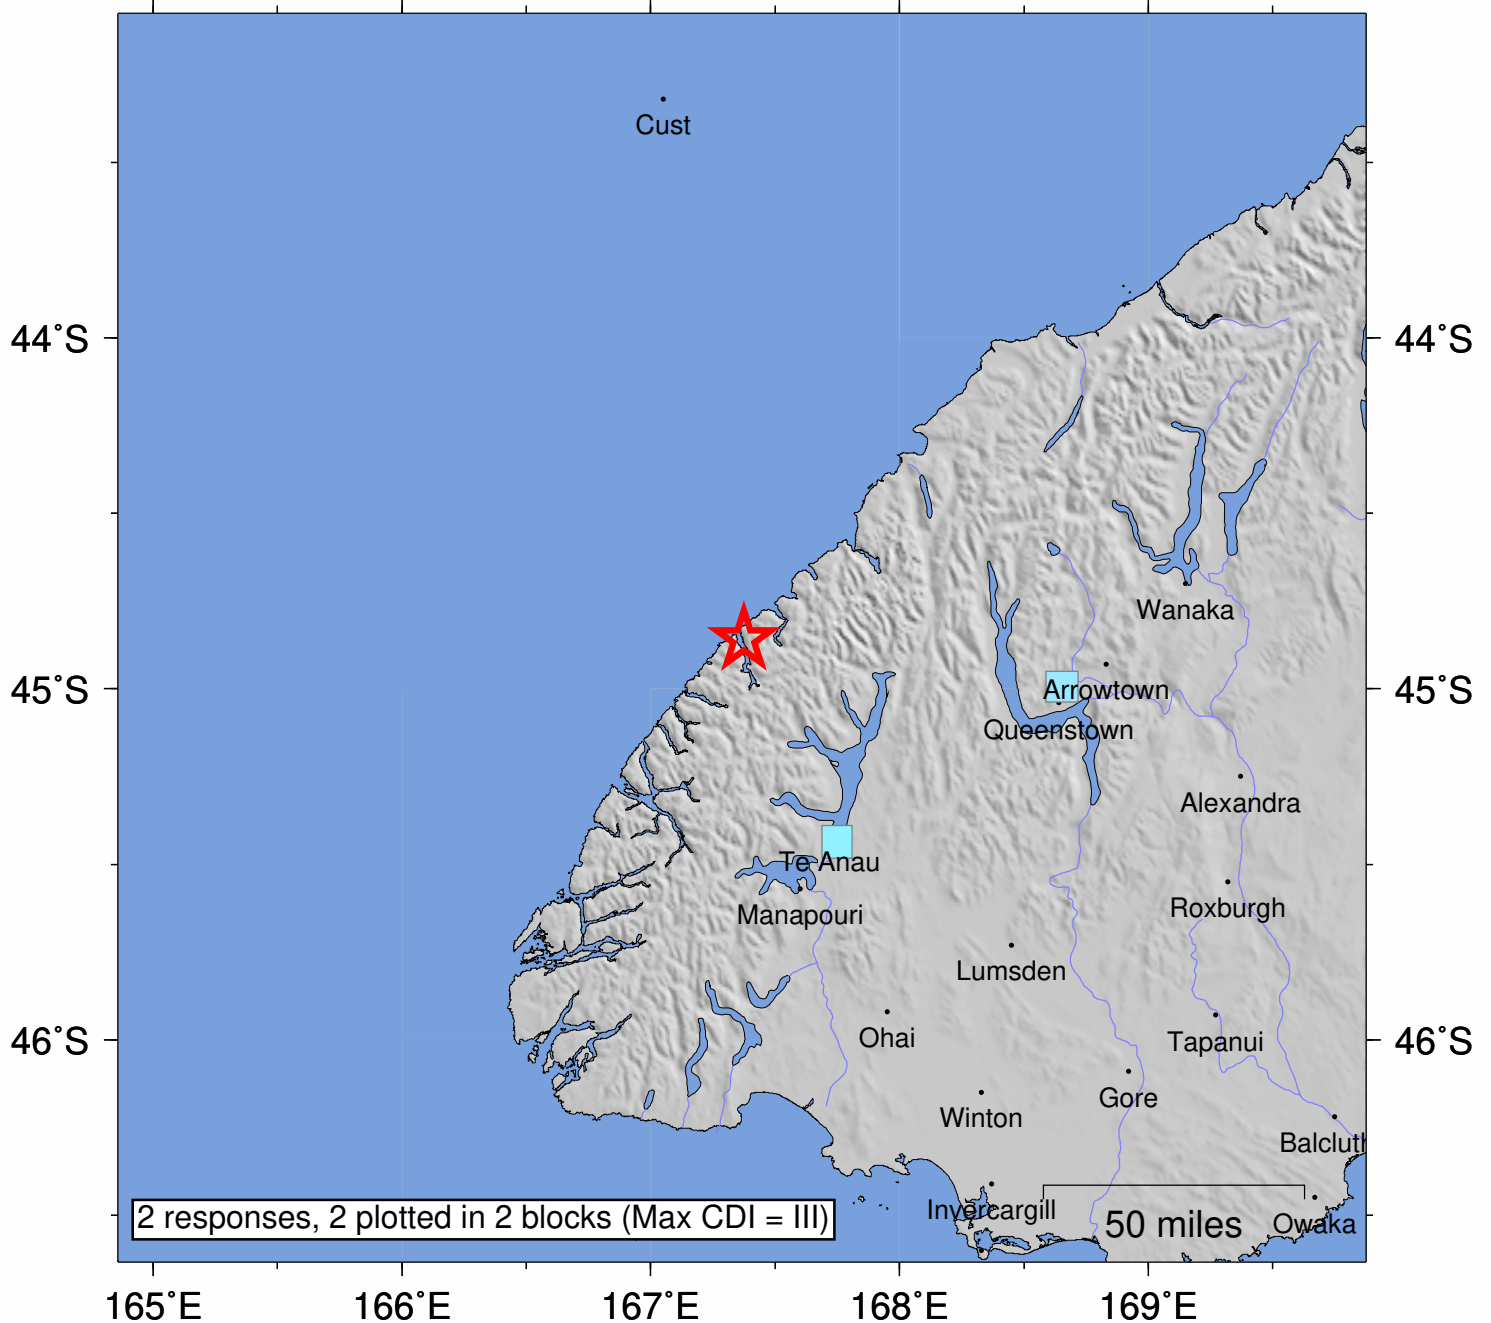 Cust
44°S
44°S
Wanaka
45°S
Arrowtown
45°S
Queenstown
Alexandra
Te Anau
Manapouri
Roxburgh
Lumsden
46°S
Ohai
Tapanui
46°S
Winton
Gore
Balcluth
2 responses, 2 plotted in 2 blocks (Max CDI = III)
Invercargill
50 miles
Owaka
165°E
166°E
167°E
168°E
169°E